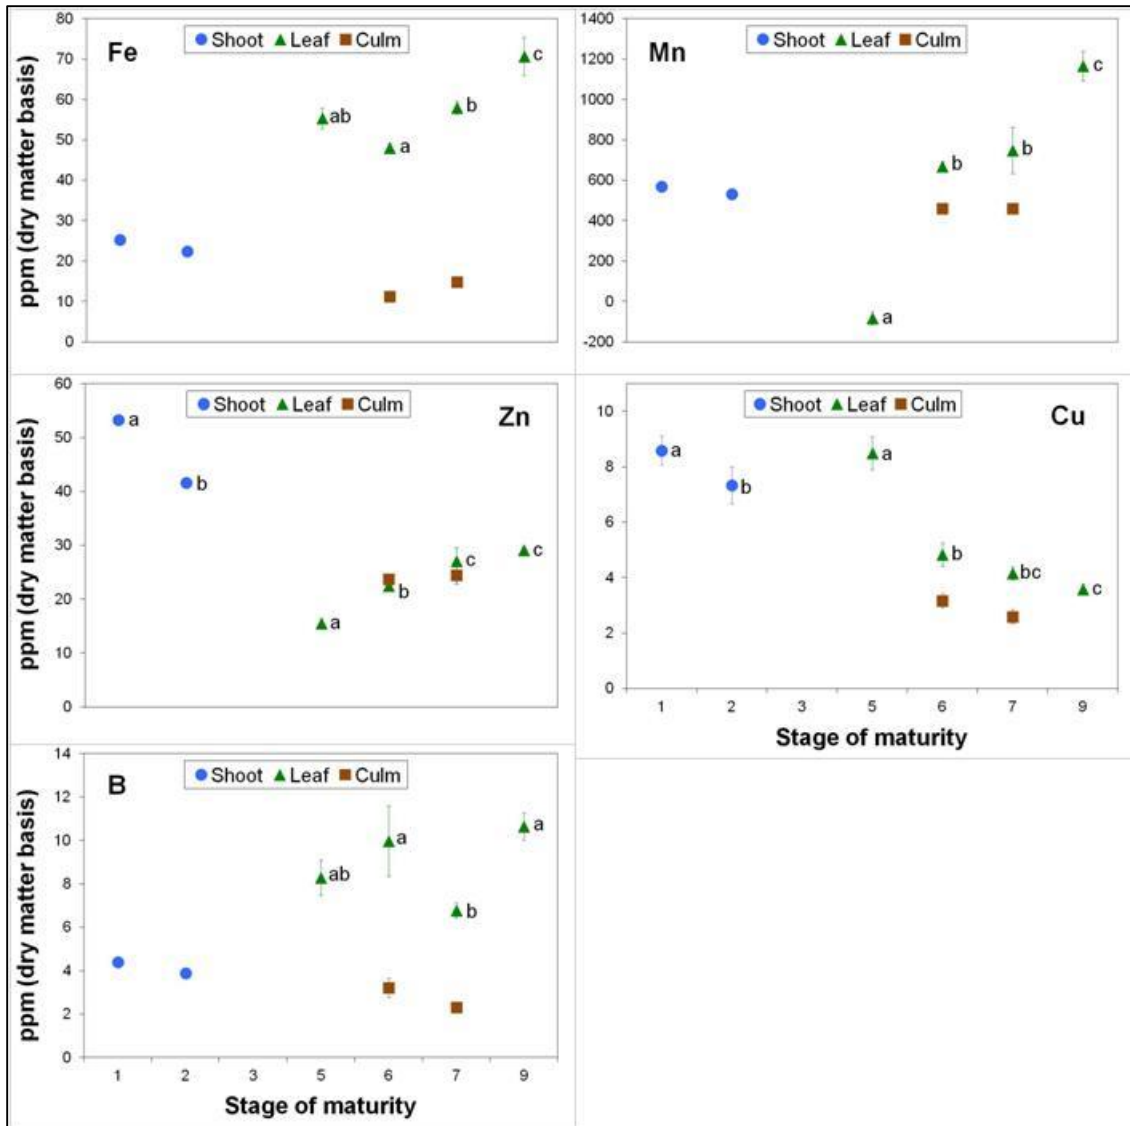 80
70
60
50
40
30
20
10
0
ppm (dry matter basis)
Shoot Leaf Culm
Fe
ab
a
b
c
1400
1200
1000
800
600
400
200
0
-200
Shoot Leaf Culm
Mn
a
b
b
c
60
50
40
30
20
10
0
ppm (dry matter basis)
Shoot Leaf Culm
Zn
a
b
a
b
c
c
10
8
6
4
2
0
Shoot Leaf Culm
Cu
a
b
a
b
bc
c
1 2 3 5 6 7 9
Stage of maturity
14
12
10
8
6
4
2
0
ppm (dry matter basis)
Shoot Leaf Culm
B
ab
a
b
a
1 2 3 5 6 7 9
Stage of maturity